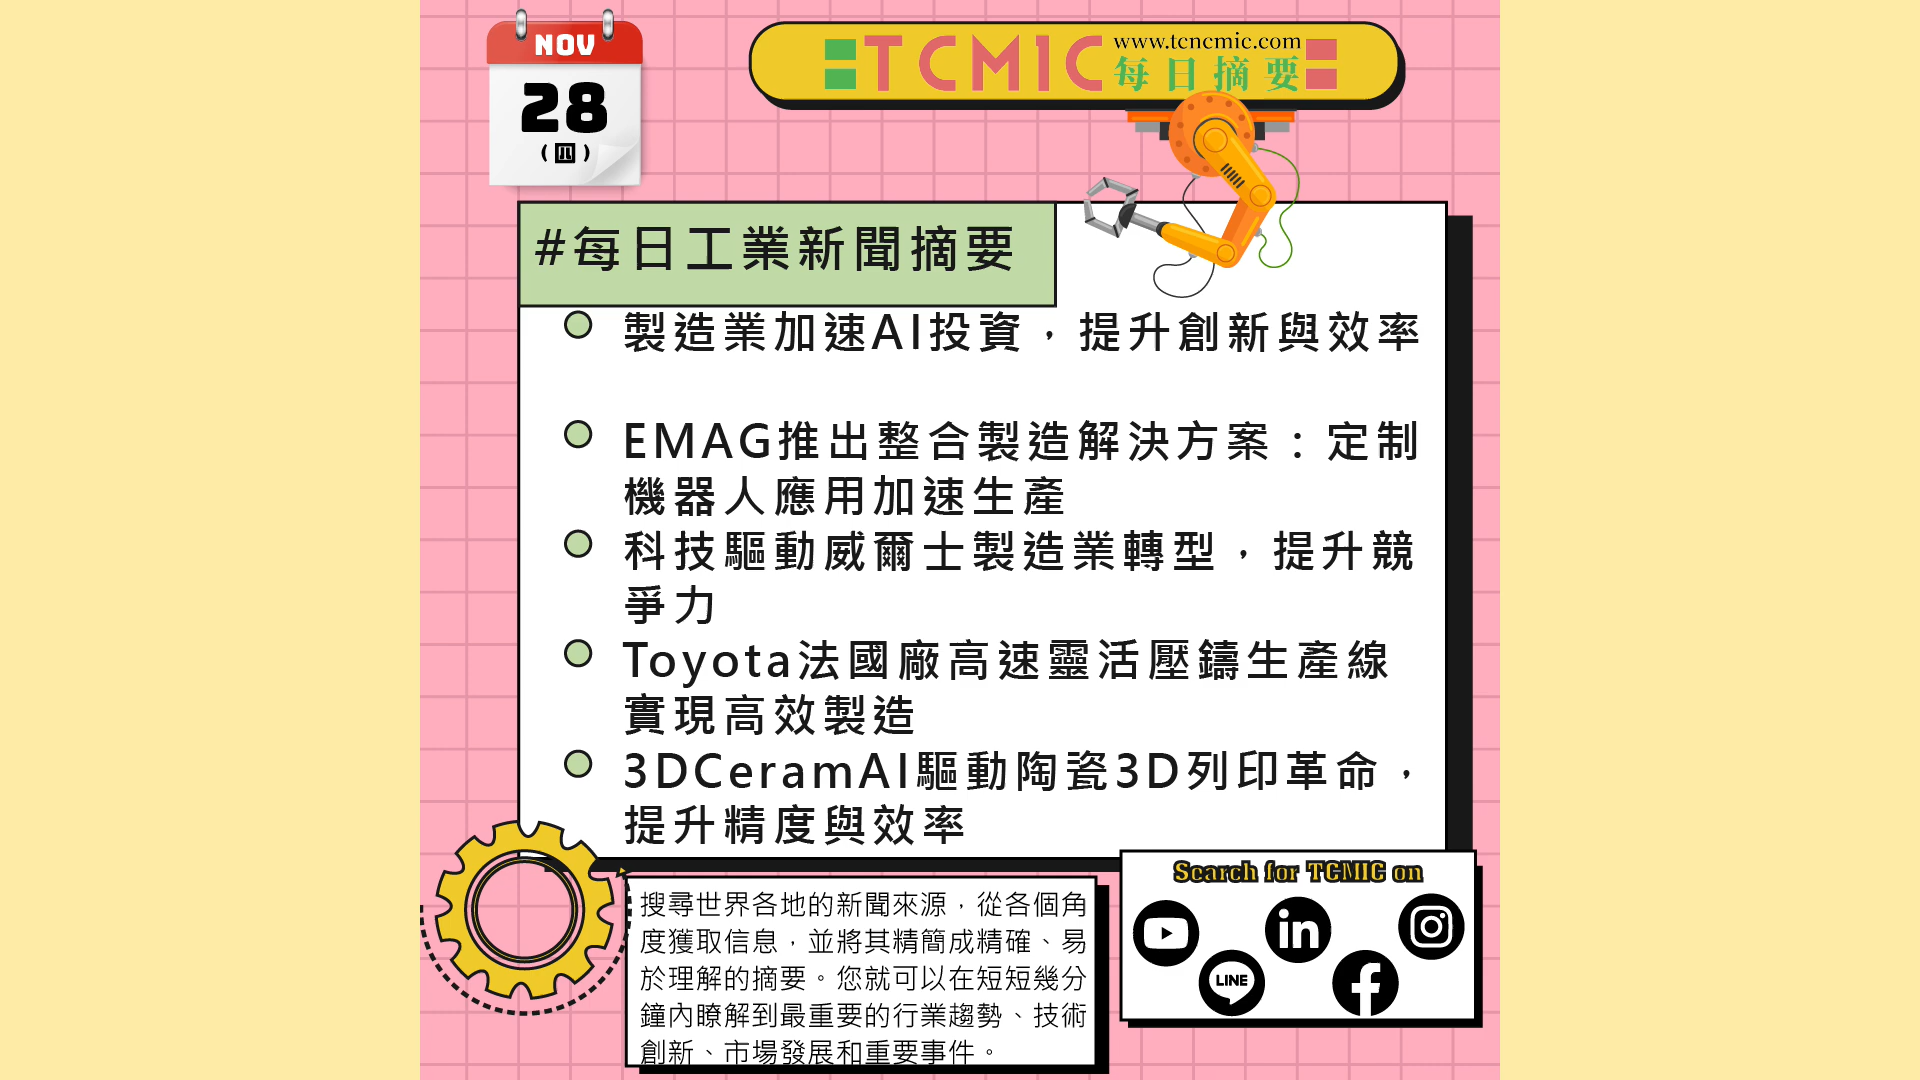 NOV
28
(四)
TCM1C
www.tcncmic.com
每日摘要
#每日工業新聞摘要
製造業加速AI投資，提升創新與效率
EMAG推出整合製造解決方案：定制
機器人應用加速生產
科技驅動威爾士製造業轉型，提升競
爭力
Toyota法國廠高速靈活壓鑄生產線
實現高效製造
3DCeramAI驅動陶瓷3D列印革命，
提升精度與效率
搜尋世界各地的新聞來源，從各個角
度獲取信息，並將其精簡成精確、易
於理解的摘要。您就可以在短短幾分
鐘內瞭解到最重要的行業趨勢、技術
創新、市場發展和重要事件。
Search for TCMIC on
in
LINE